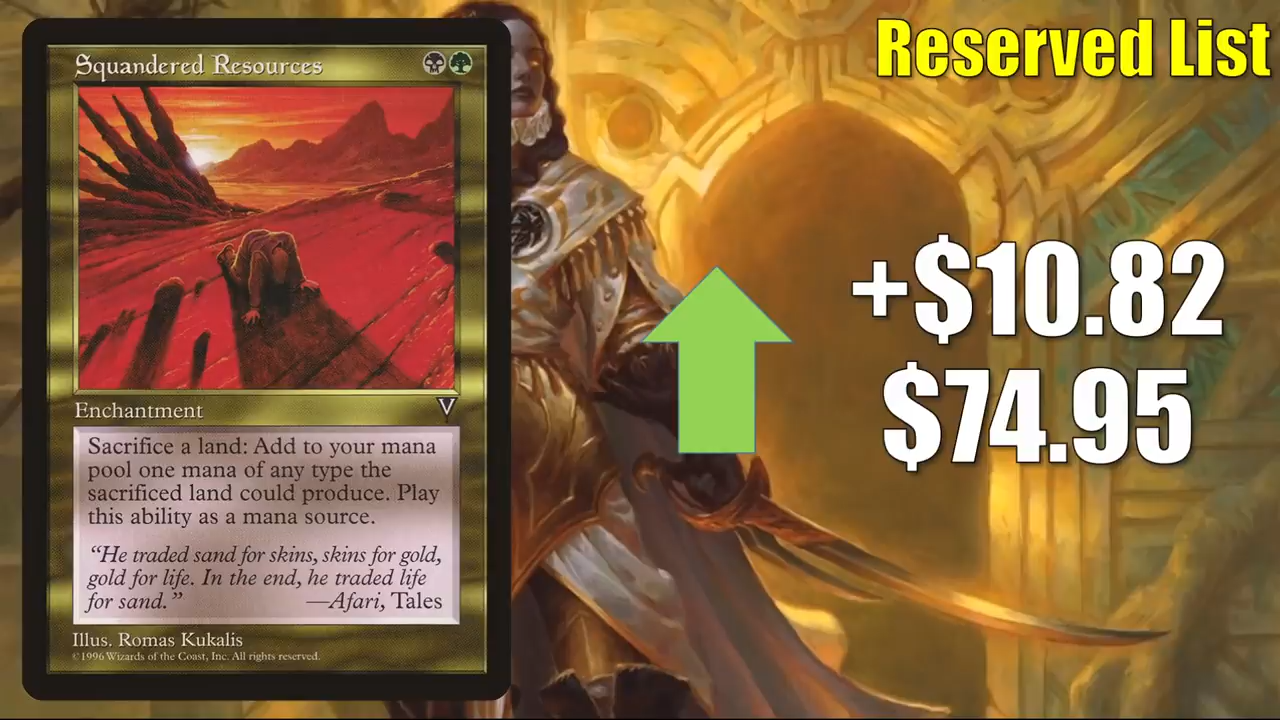 Squandered Resources
Reserved List
+$10.82
$74.95
Enchantment
V
Sacrifice a land: Add to your mana
pool one mana of any type the
sacrificed land could produce. Play
this ability as a mana source.
“He traded sand for skins, skins for gold,
gold for life. In the end, he traded life
for sand.” —Afari, Tales
Illus. Romas Kukalis
©1996 Wizards of the Coast, Inc. All rights reserved.